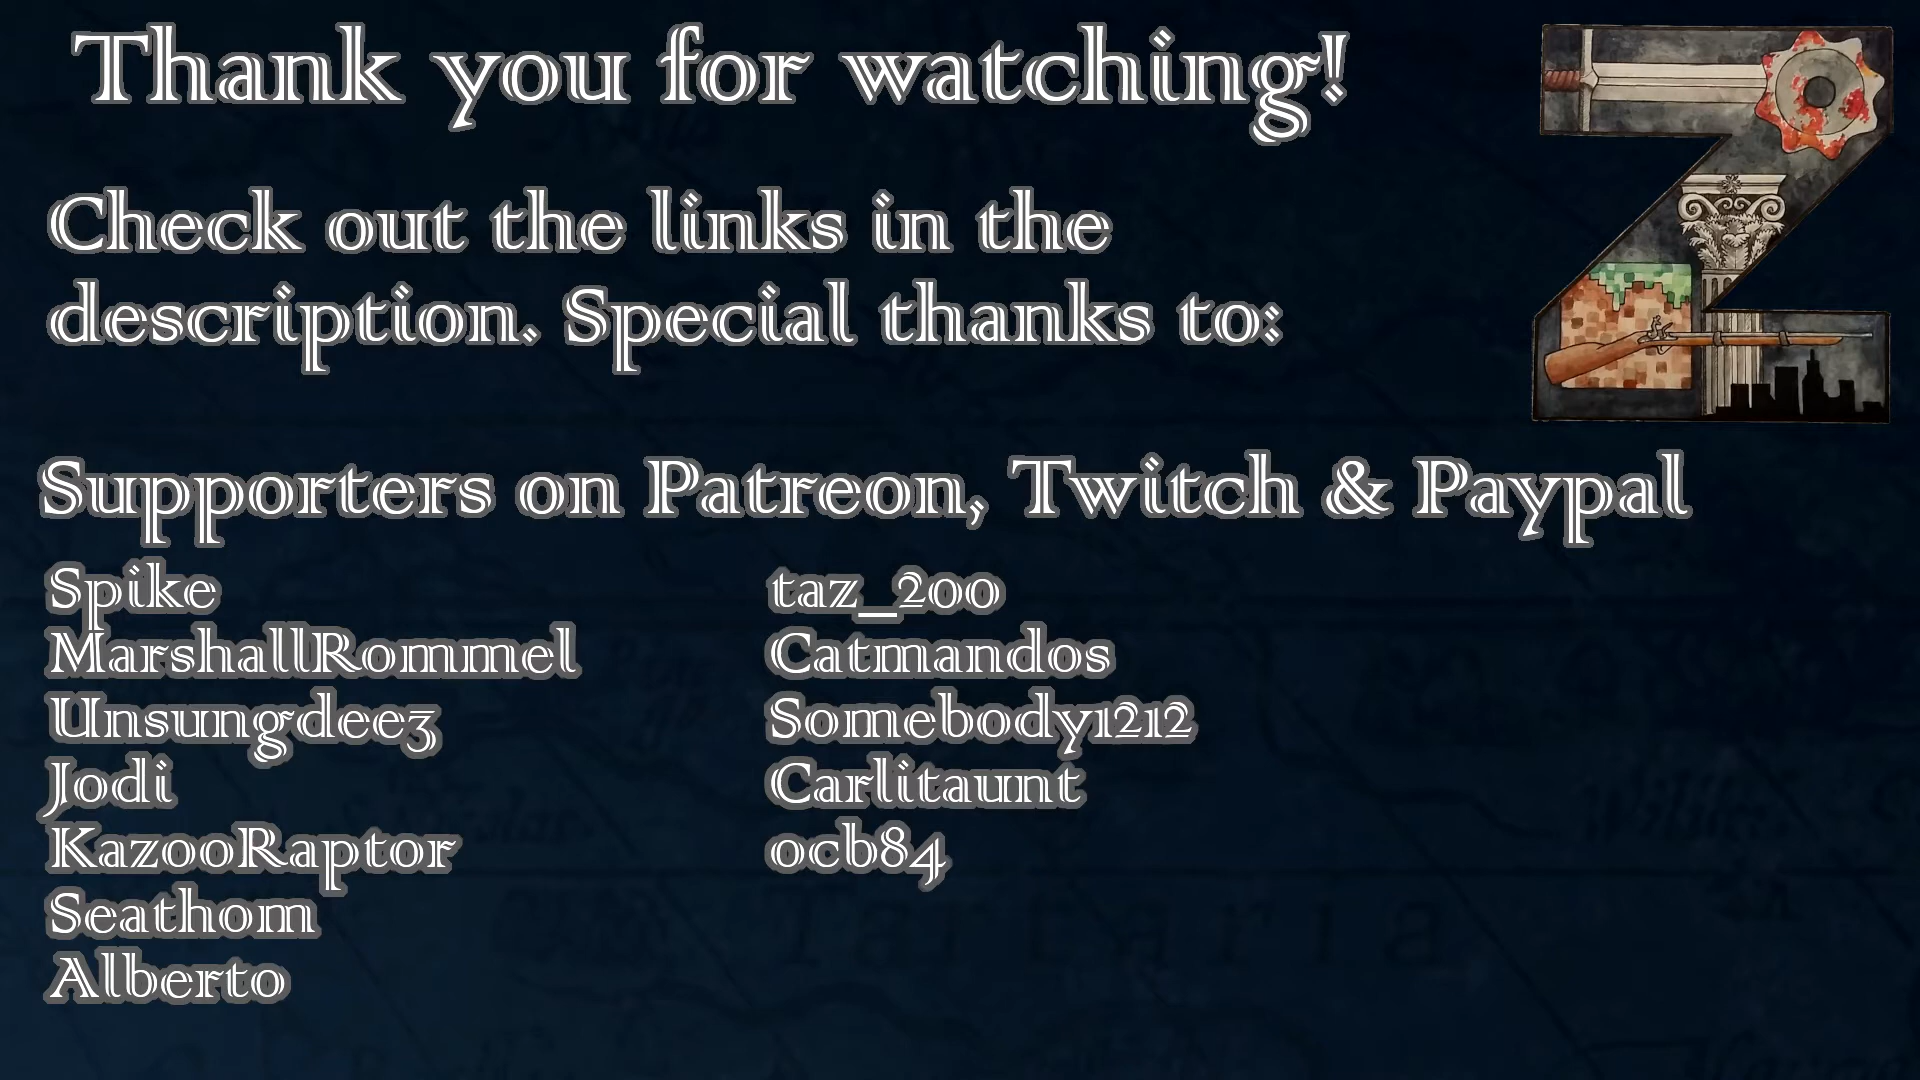 Thank you for watching!
Check out the links in the
description. Special thanks to:
Supporters on Patreon, Twitch & Paypal
Spike
MarshallRommel
Unsungdee3
Jodi
KazooRaptor
Seathom
Alberto
taz_200
Catmandos
Somebody1212
Carlitaunt
ocb84
Tartaria